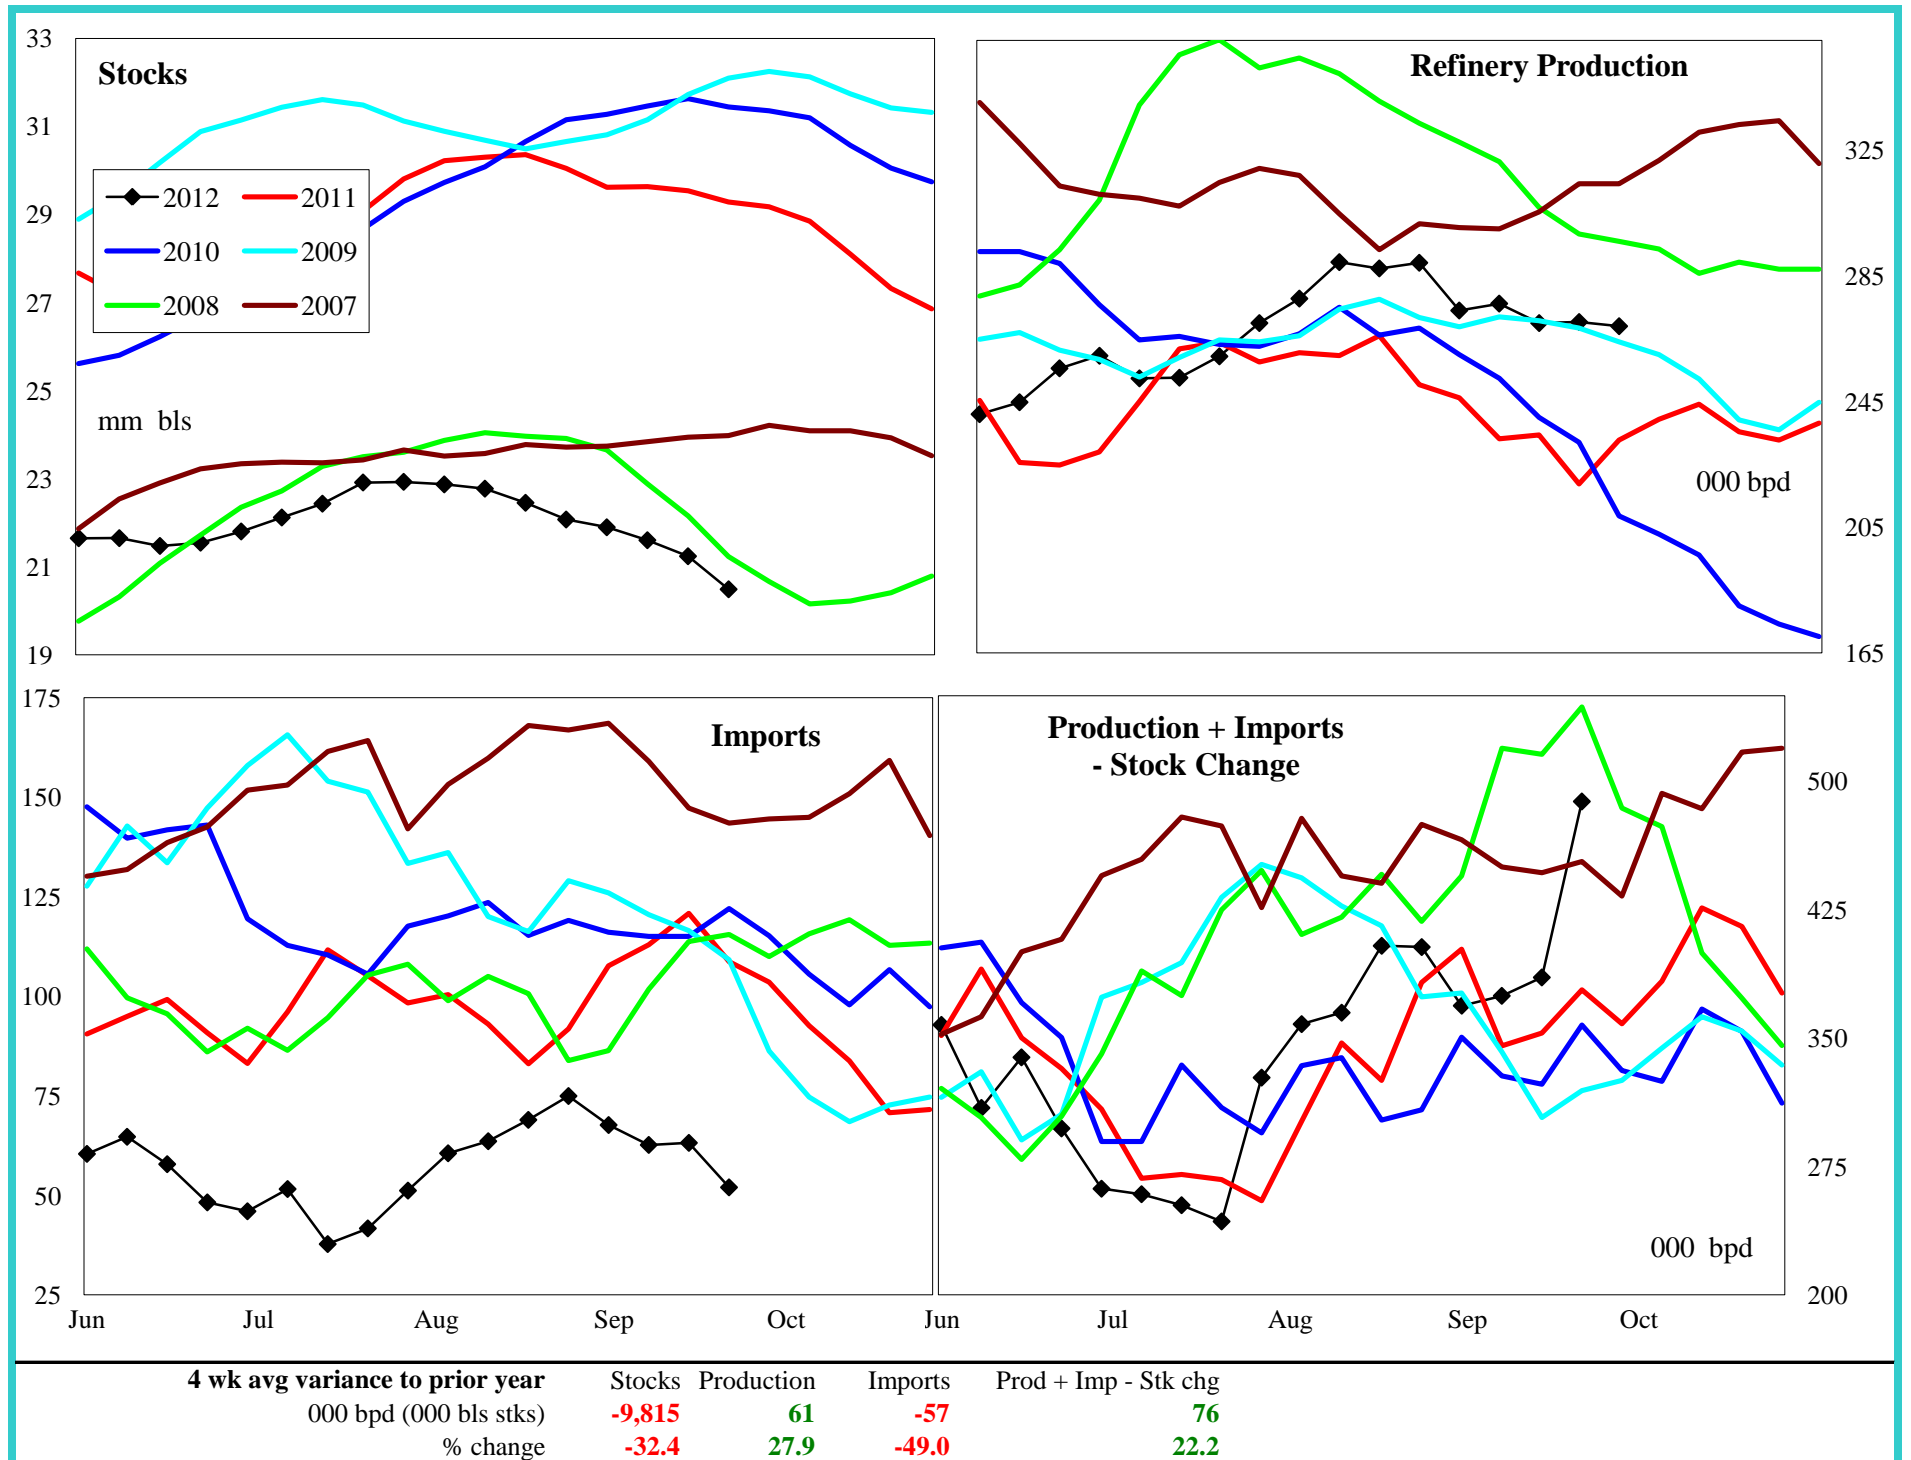 Stocks
33
31
29
27
25
23
21
19
2012 2011
2010 2009
2008 2007
mm bls
Refinery Production
325
285
245
205
165
000 bpd
Imports
175
150
125
100
75
50
25
Jun Jul Aug Sep Oct
Production + Imports
- Stock Change
500
425
350
275
200
000 bpd
Jun Jul Aug Sep Oct
4 wk avg variance to prior year Stocks Production Imports Prod + Imp - Stk chg
000 bpd (000 bls stks) -9,815 61 -57 76
% change -32.4 27.9 -49.0 22.2